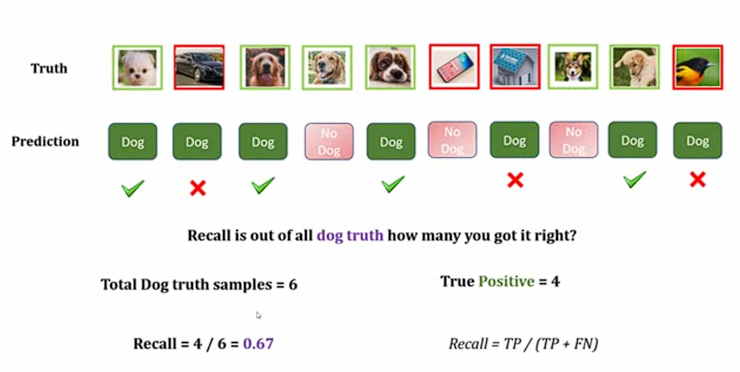 Truth
Prediction
Dog
Dog
Dog
No
Dog
Dog
No
Dog
Dog
No
Dog
Dog
Dog
Recall is out of all dog truth how many you got it right?
Total Dog truth samples = 6
True Positive = 4
Recall = 4 / 6 = 0.67
Recall = TP / (TP + FN)